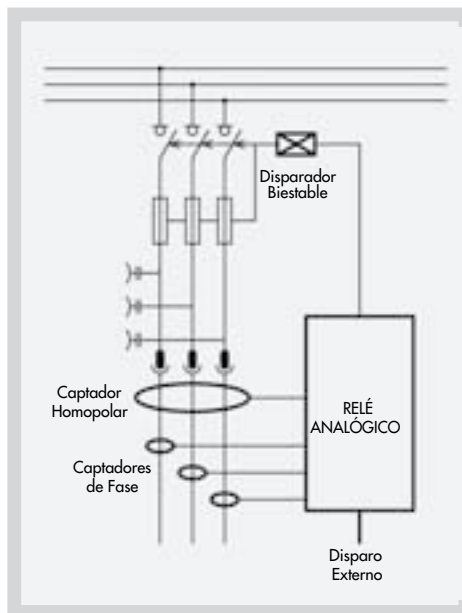 Disparador
Biestable
Captador
Homopolar
RELÉ
ANALÓGICO
Captadores
de Fase
Disparo
Externo